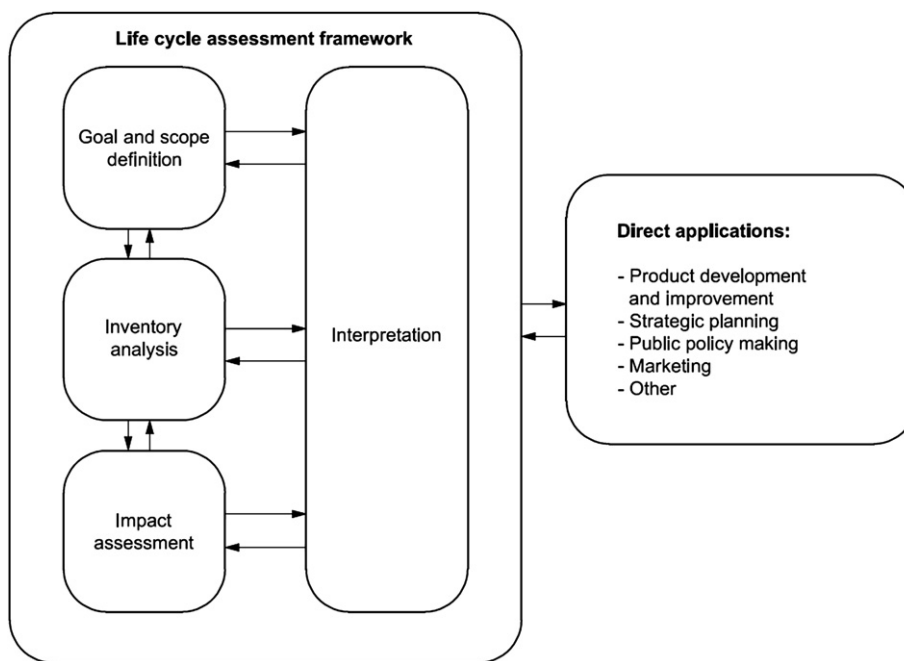 Life cycle assessment framework
Goal and scope
definition
Inventory
analysis
Impact
assessment
Interpretation
Direct applications:
- Product development
and improvement
- Strategic planning
- Public policy making
- Marketing
- Other